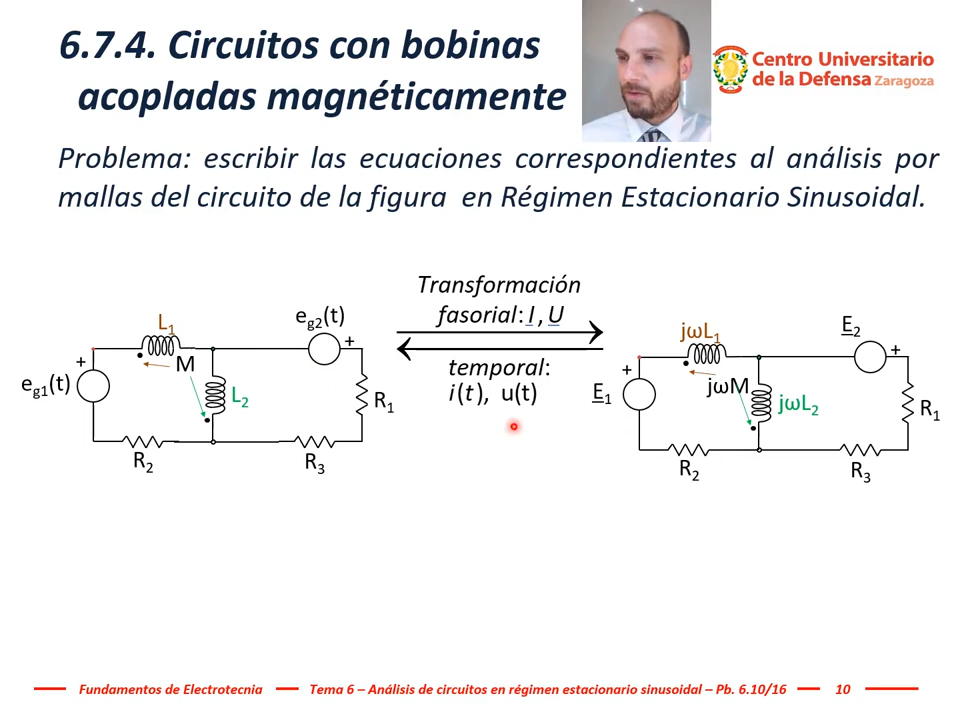 6.7.4. Circuitos con bobinas
acopladas magnéticamente
Centro Universitario
de la Defensa Zaragoza
Problema: escribir las ecuaciones correspondientes al análisis por
mallas del circuito de la figura en Régimen Estacionario Sinusoidal.
L₁
M
L₂
e_g1(t)
+
e_g2(t)
+
R₁
R₂
R₃
Transformación
fasorial: I, U
temporal:
i(t), u(t)
jωL₁
jωM
jωL₂
E₁
+
E₂
+
R₁
R₂
R₃
Fundamentos de Electrotecnia
Tema 6 – Análisis de circuitos en régimen estacionario sinusoidal – Pb. 6.10/16
10